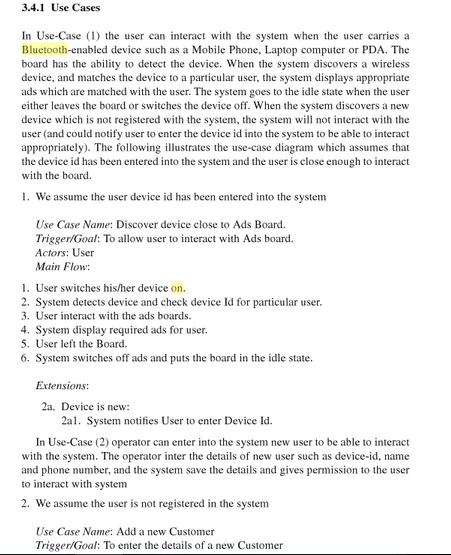 3.4.1 Use Cases
In Use-Case (1) the user can interact with the system when the user carries a
Bluetooth-enabled device such as a Mobile Phone, Laptop computer or PDA. The
board has the ability to detect the device. When the system discovers a wireless
device, and matches the device to a particular user, the system displays appropriate
ads which are matched with the user. The system goes to the idle state when the user
either leaves the board or switches the device off. When the system discovers a new
device which is not registered with the system, the system will not interact with the
user (and could notify user to enter the device id into the system to be able to interact
appropriately). The following illustrates the use-case diagram which assumes that
the device id has been entered into the system and the user is close enough to interact
with the board.
1. We assume the user device id has been entered into the system
Use Case Name: Discover device close to Ads Board.
Trigger/Goal: To allow user to interact with Ads board.
Actors: User
Main Flow:
1. User switches his/her device on.
2. System detects device and check device Id for particular user.
3. User interact with the ads boards.
4. System display required ads for user.
5. User left the Board.
6. System switches off ads and puts the board in the idle state.
Extensions:
2a. Device is new:
2a1. System notifies User to enter Device Id.
In Use-Case (2) operator can enter into the system new user to be able to interact
with the system. The operator inter the details of new user such as device-id, name
and phone number, and the system save the details and gives permission to the user
to interact with system
2. We assume the user is not registered in the system
Use Case Name: Add a new Customer
Trigger/Goal: To enter the details of a new Customer